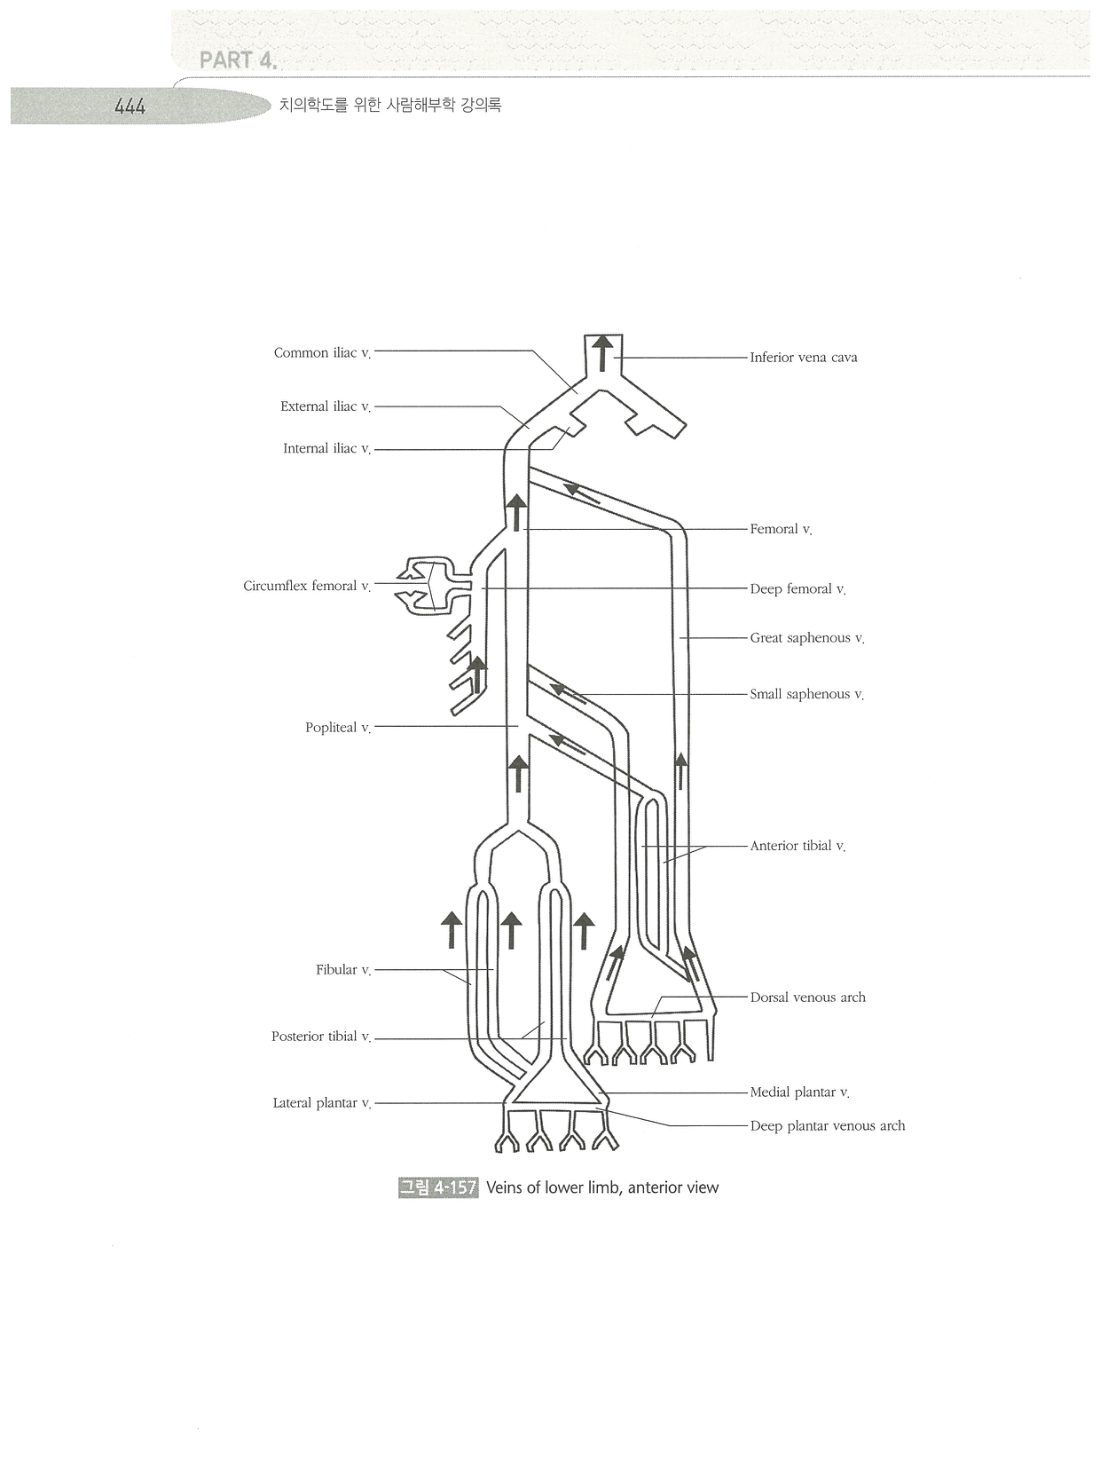 PART 4.
444
치의학도를 위한 사람해부학 강의록
Common iliac v.
Inferior vena cava
External iliac v.
Internal iliac v.
Femoral v.
Circumflex femoral v.
Deep femoral v.
Great saphenous v.
Small saphenous v.
Popliteal v.
Anterior tibial v.
Fibular v.
Dorsal venous arch
Posterior tibial v.
Medial plantar v.
Lateral plantar v.
Deep plantar venous arch
그림 4-157 Veins of lower limb, anterior view